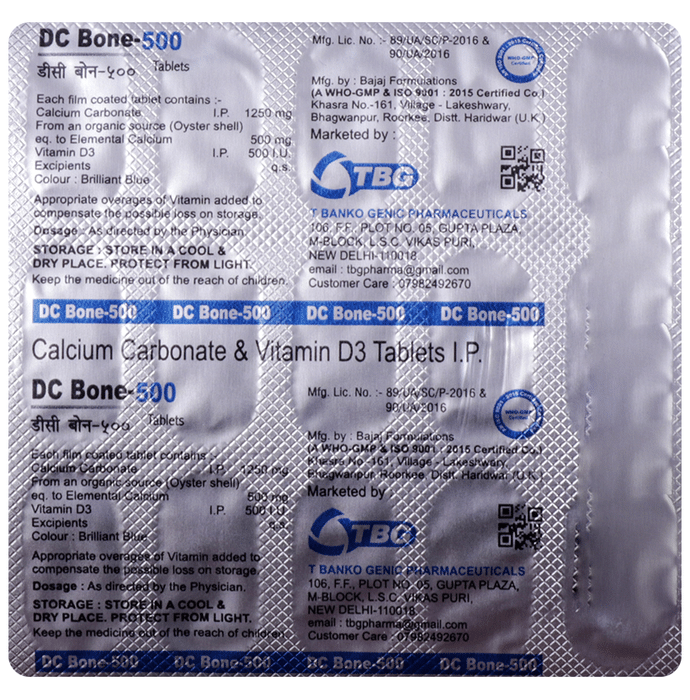 DC Bone-500
डीसी बोन-५०० Tablets
Each film coated tablet contains :-
Calcium Carbonate I.P. 1250 mg
From an organic source (Oyster shell)
eq. to Elemental Calcium 500 mg
Vitamin D3 I.P. 500 I.U.
Excipients q.s.
Colour : Brilliant Blue
Appropriate overages of Vitamin added to
compensate the possible loss on storage.
Dosage : As directed by the Physician.
STORAGE : STORE IN A COOL &
DRY PLACE. PROTECT FROM LIGHT.
Keep the medicine out of the reach of children.
Mfg. Lic. No. :- 89/UA/SC/P-2016 &
90/UA/2016
WHO-GMP
Certified
Mfg. by : Bajaj Formulations
(A WHO-GMP & ISO 9001 : 2015 Certified Co.)
Khasra No.-161, Village - Lakeshwary,
Bhagwanpur, Roorkee, Distt. Haridwar (U.K.)
Marketed by :
TBG
T BANKO GENIC PHARMACEUTICALS
106, F.F., PLOT NO. 05, GUPTA PLAZA,
M-BLOCK, L.S.C. VIKAS PURI,
NEW DELHI-110018
email : tbgpharma@gmail.com
Customer Care : 07982492670
DC Bone-500 DC Bone-500 DC Bone-500 DC Bone-500
Calcium Carbonate & Vitamin D3 Tablets I.P.
DC Bone-500
डीसी बोन-५०० Tablets
Each film coated tablet contains :-
Calcium Carbonate I.P. 1250 mg
From an organic source (Oyster shell)
eq. to Elemental Calcium 500 mg
Vitamin D3 I.P. 500 I.U.
Excipients q.s.
Colour : Brilliant Blue
Appropriate overages of Vitamin added to
compensate the possible loss on storage.
Dosage : As directed by the Physician.
STORAGE : STORE IN A COOL &
DRY PLACE. PROTECT FROM LIGHT.
Keep the medicine out of the reach of children.
Mfg. Lic. No. :- 89/UA/SC/P-2016 &
90/UA/2016
WHO-GMP
Certified
Mfg. by : Bajaj Formulations
(A WHO-GMP & ISO 9001 : 2015 Certified Co.)
Khasra No.-161, Village - Lakeshwary,
Bhagwanpur, Roorkee, Distt. Haridwar (U.K.)
Marketed by
TBG
T BANKO GENIC PHARMACEUTICALS
106, F.F., PLOT NO. 05, GUPTA PLAZA,
M-BLOCK, L.S.C. VIKAS PURI,
NEW DELHI-110018
email : tbgpharma@gmail.com
Customer Care : 07982492670
DC Bone-500 DC Bone-500 DC Bone-500 DC Bone-500